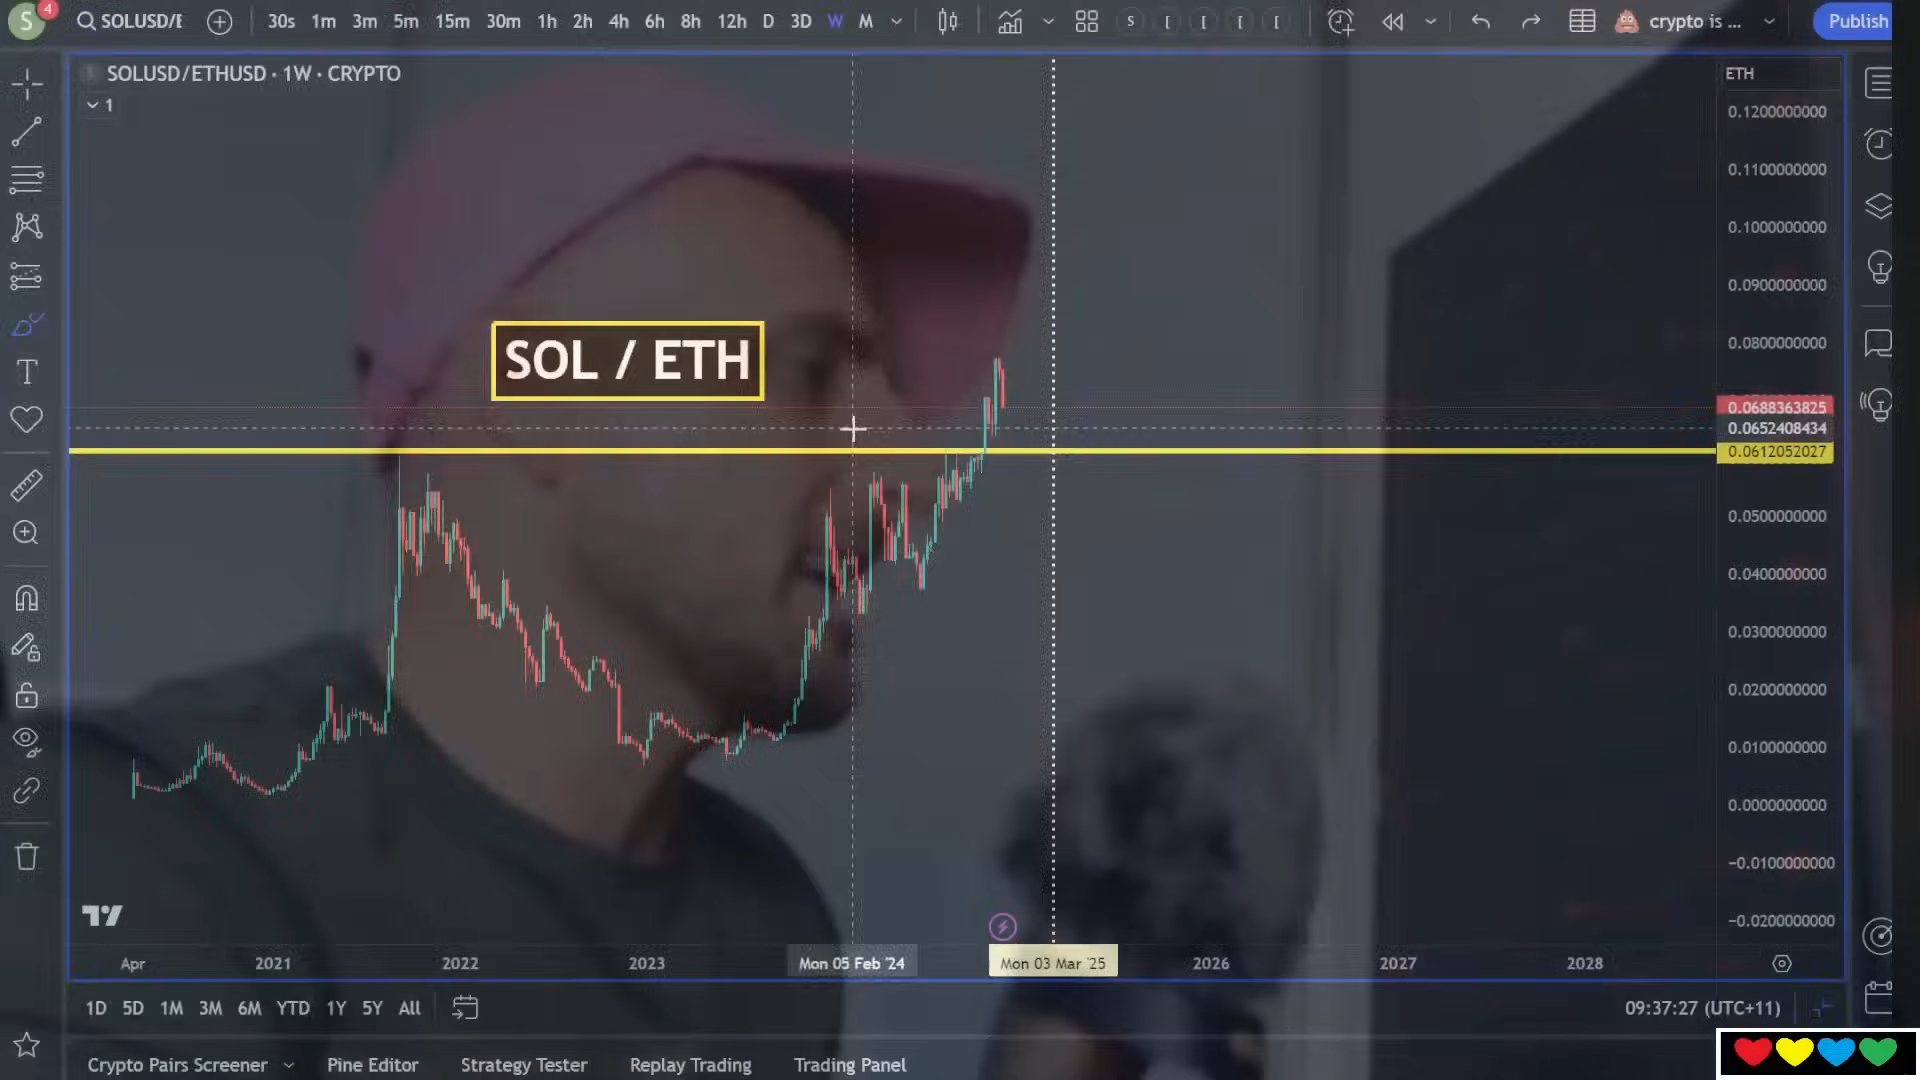 S
4
SOLUSD/E
30s 1m 3m 5m 15m 30m 1h 2h 4h 6h 8h 12h D 3D W M
S [ [ [ [
crypto is ...
Publish
SOLUSD/ETHUSD · 1W · CRYPTO
1
ETH
0.1200000000
0.1100000000
0.1000000000
0.0900000000
0.0800000000
SOL / ETH
0.0688363825
0.0652408434
0.0612052027
0.0500000000
0.0400000000
0.0300000000
0.0200000000
0.0100000000
0.0000000000
−0.0100000000
−0.0200000000
Apr 2021 2022 2023 Mon 05 Feb '24 Mon 03 Mar '25 2026 2027 2028
1D 5D 1M 3M 6M YTD 1Y 5Y All
09:37:27 (UTC+11)
Crypto Pairs Screener Pine Editor Strategy Tester Replay Trading Trading Panel